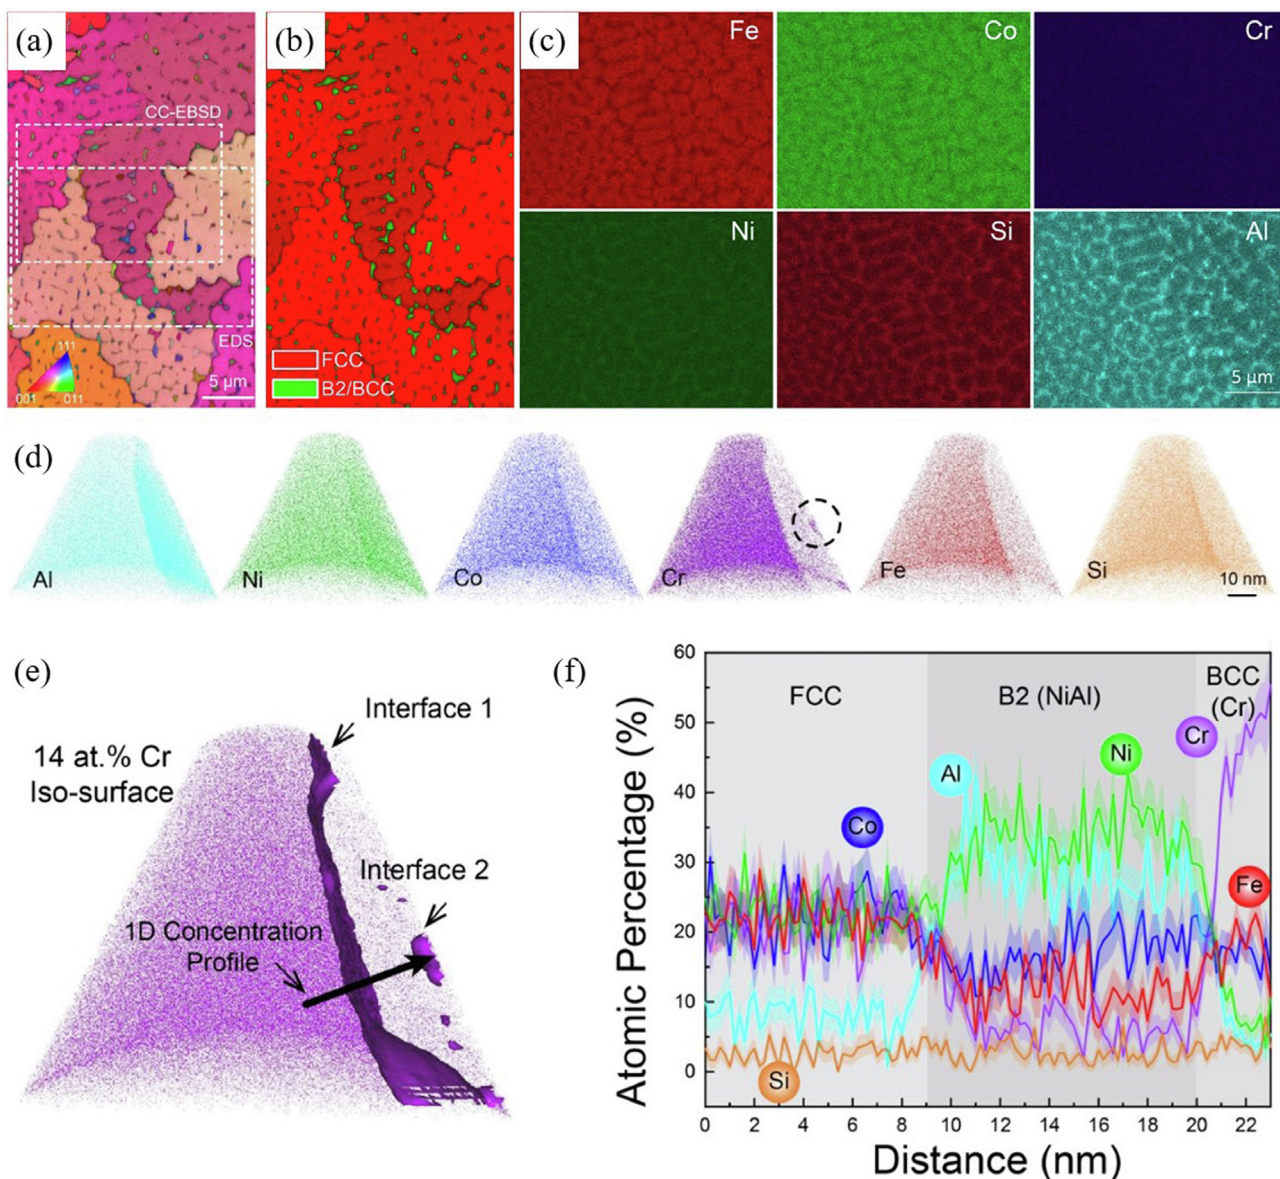 (a)
CC-EBSD
EDS
111
001
011
5 μm
(b)
FCC
B2/BCC
(c)
Fe
Co
Cr
Ni
Si
Al
5 μm
(d)
Al
Ni
Co
Cr
Fe
Si
10 nm
(e)
14 at.% Cr
Iso-surface
Interface 1
Interface 2
1D Concentration
Profile
(f)
Atomic Percentage (%)
60
50
40
30
20
10
0
FCC
B2 (NiAl)
BCC
(Cr)
Co
Al
Ni
Cr
Fe
Si
0 2 4 6 8 10 12 14 16 18 20 22
Distance (nm)